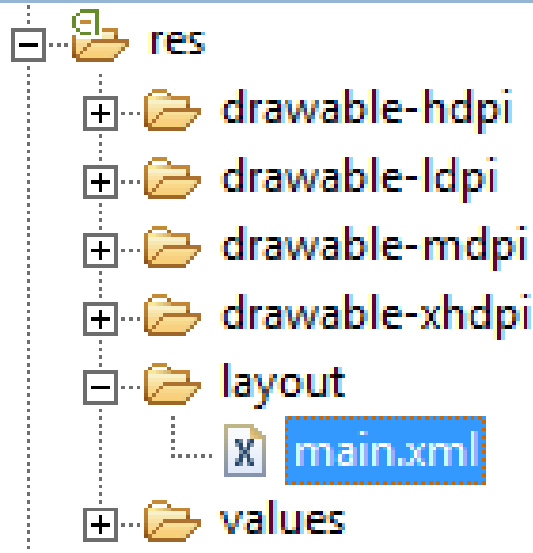 res
drawable-hdpi
drawable-ldpi
drawable-mdpi
drawable-xhdpi
layout
main.xml
values